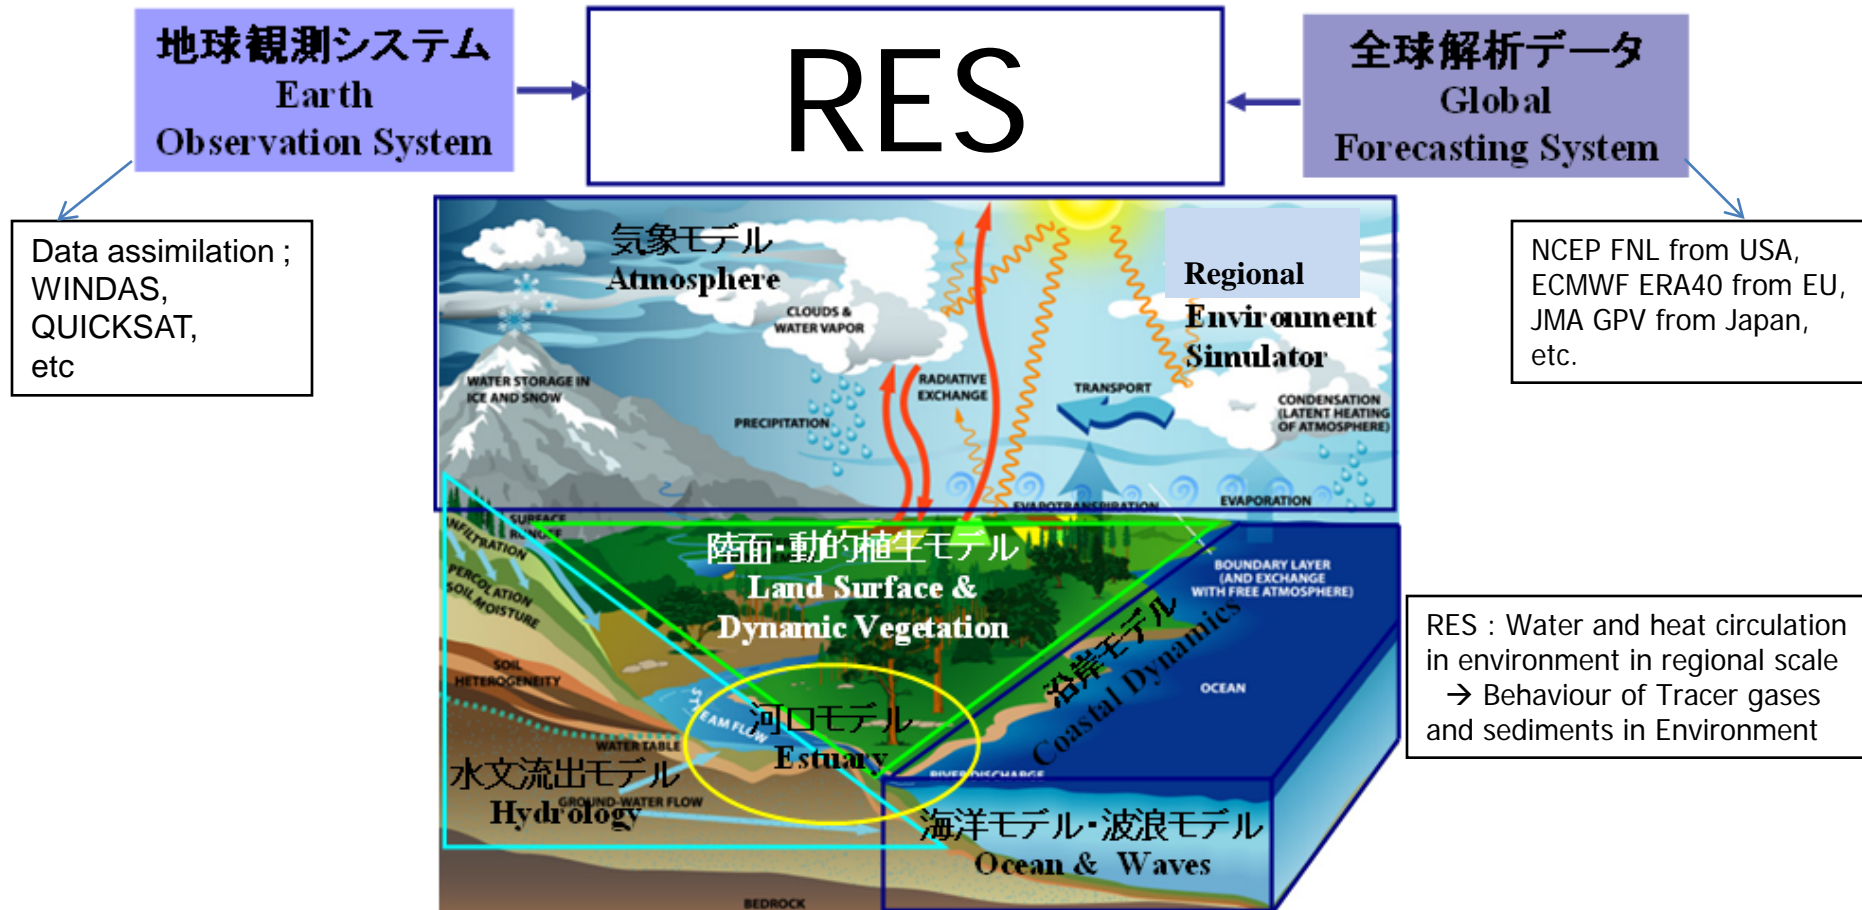 地球観測システム
Earth
Observation System
RES
全球解析データ
Global
Forecasting System
Data assimilation ;
WINDAS,
QUICKSAT,
etc
NCEP FNL from USA,
ECMWF ERA40 from EU,
JMA GPV from Japan,
etc.
気象モデル
Atmosphere
Regional
Environment
Simulator
CLOUDS &
WATER VAPOR
WATER STORAGE IN
ICE AND SNOW
PRECIPITATION
RADIATIVE
EXCHANGE
TRANSPORT
CONDENSATION
(LATENT HEATING
OF ATMOSPHERE)
EVAPOTRANSPIRATION
EVAPORATION
SURFACE
INFILTRATION
PERCOLATION
SOIL MOISTURE
陸面・動的植生モデル
Land Surface &
Dynamic Vegetation
BOUNDARY LAYER
(AND EXCHANGE
WITH FREE ATMOSPHERE)
沿岸モデル
Coastal Dynamics
OCEAN
SOIL
HETEROGENEITY
STREAM FLOW
河口モデル
Estuary
WATER TABLE
水文流出モデル
GROUND-WATER FLOW
Hydrology
RIVER DISCHARGE
海洋モデル・波浪モデル
Ocean & Waves
BEDROCK
RES : Water and heat circulation
in environment in regional scale
→ Behaviour of Tracer gases
and sediments in Environment